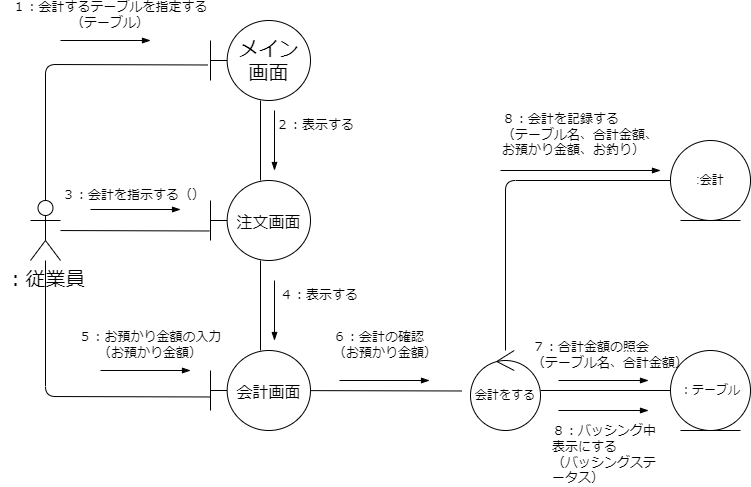 1：会計するテーブルを指定する
（テーブル）
メイン
画面
2：表示する
8：会計を記録する
（テーブル名、合計金額、
お預かり金額、お釣り）
:会計
3：会計を指示する（）
注文画面
：従業員
4：表示する
5：お預かり金額の入力
（お預かり金額）
6：会計の確認
（お預かり金額）
7：合計金額の照会
（テーブル名、合計金額）
会計画面
会計をする
：テーブル
8：バッシング中
表示にする
（バッシングステ
ータス）